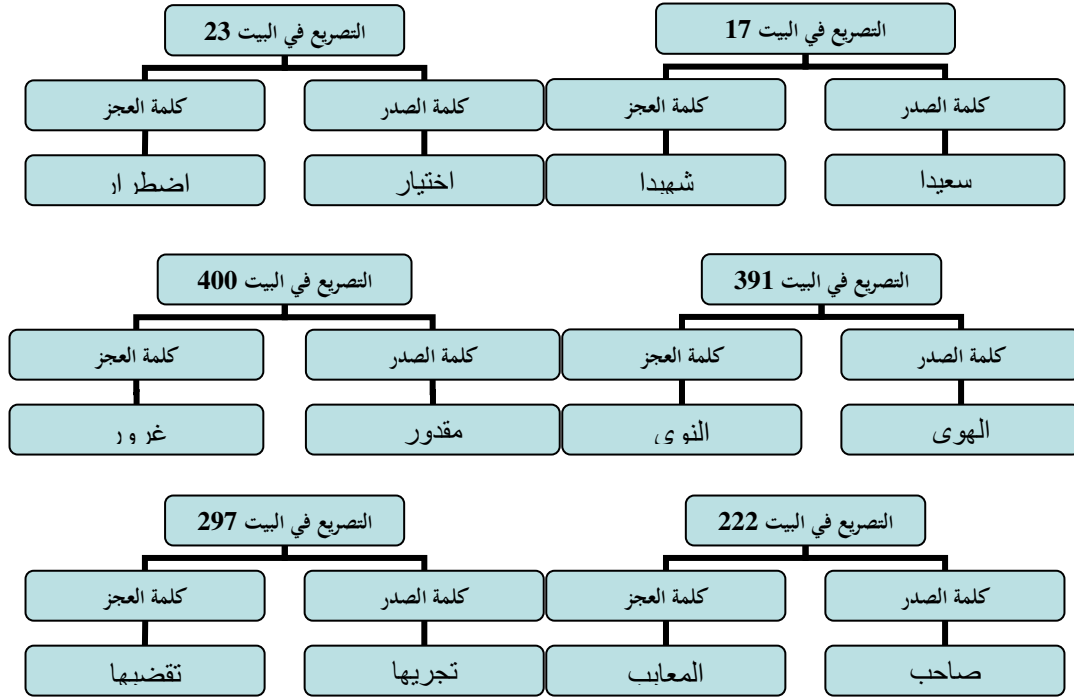 التصريع في البيت 17
كلمة الصدر
كلمة العجز
سعيدا
شهيدا
التصريع في البيت 23
كلمة الصدر
كلمة العجز
اختيار
اضطرار
التصريع في البيت 391
كلمة الصدر
كلمة العجز
الهوى
النوى
التصريع في البيت 400
كلمة الصدر
كلمة العجز
مقدور
غرور
التصريع في البيت 222
كلمة الصدر
كلمة العجز
صاحب
المعايب
التصريع في البيت 297
كلمة الصدر
كلمة العجز
تجريها
تقضيها